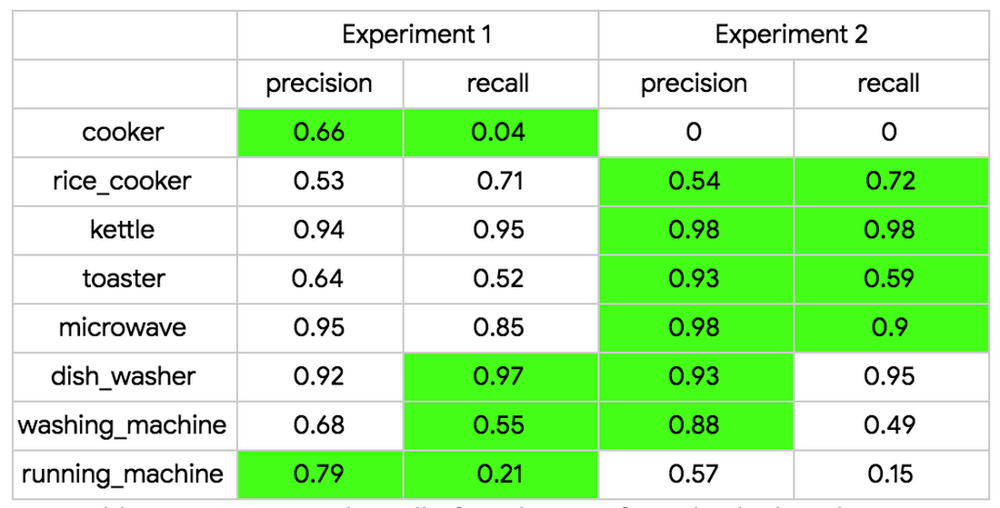 Experiment 1 Experiment 2
precision recall precision recall
cooker 0.66 0.04 0 0
rice_cooker 0.53 0.71 0.54 0.72
kettle 0.94 0.95 0.98 0.98
toaster 0.64 0.52 0.93 0.59
microwave 0.95 0.85 0.98 0.9
dish_washer 0.92 0.97 0.93 0.95
washing_machine 0.68 0.55 0.88 0.49
running_machine 0.79 0.21 0.57 0.15